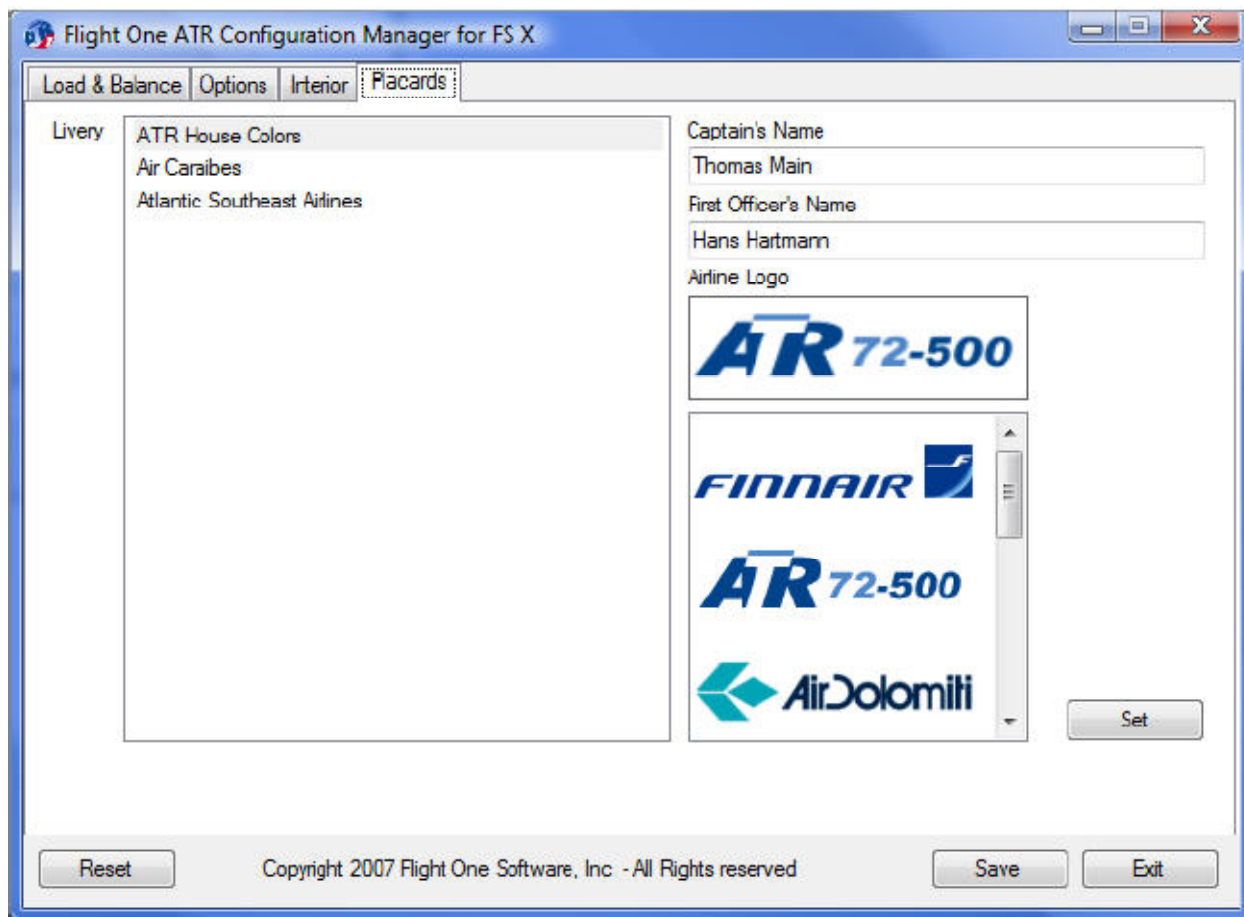 Flight One ATR Configuration Manager for FS X
Load & Balance Options Interior Placards
Livery
ATR House Colors
Air Caraibes
Atlantic Southeast Airlines
Captain's Name
Thomas Main
First Officer's Name
Hans Hartmann
Airline Logo
ATR 72-500
FINNAIR
ATR 72-500
Air Dolomiti
Set
Reset Copyright 2007 Flight One Software, Inc - All Rights reserved Save Exit